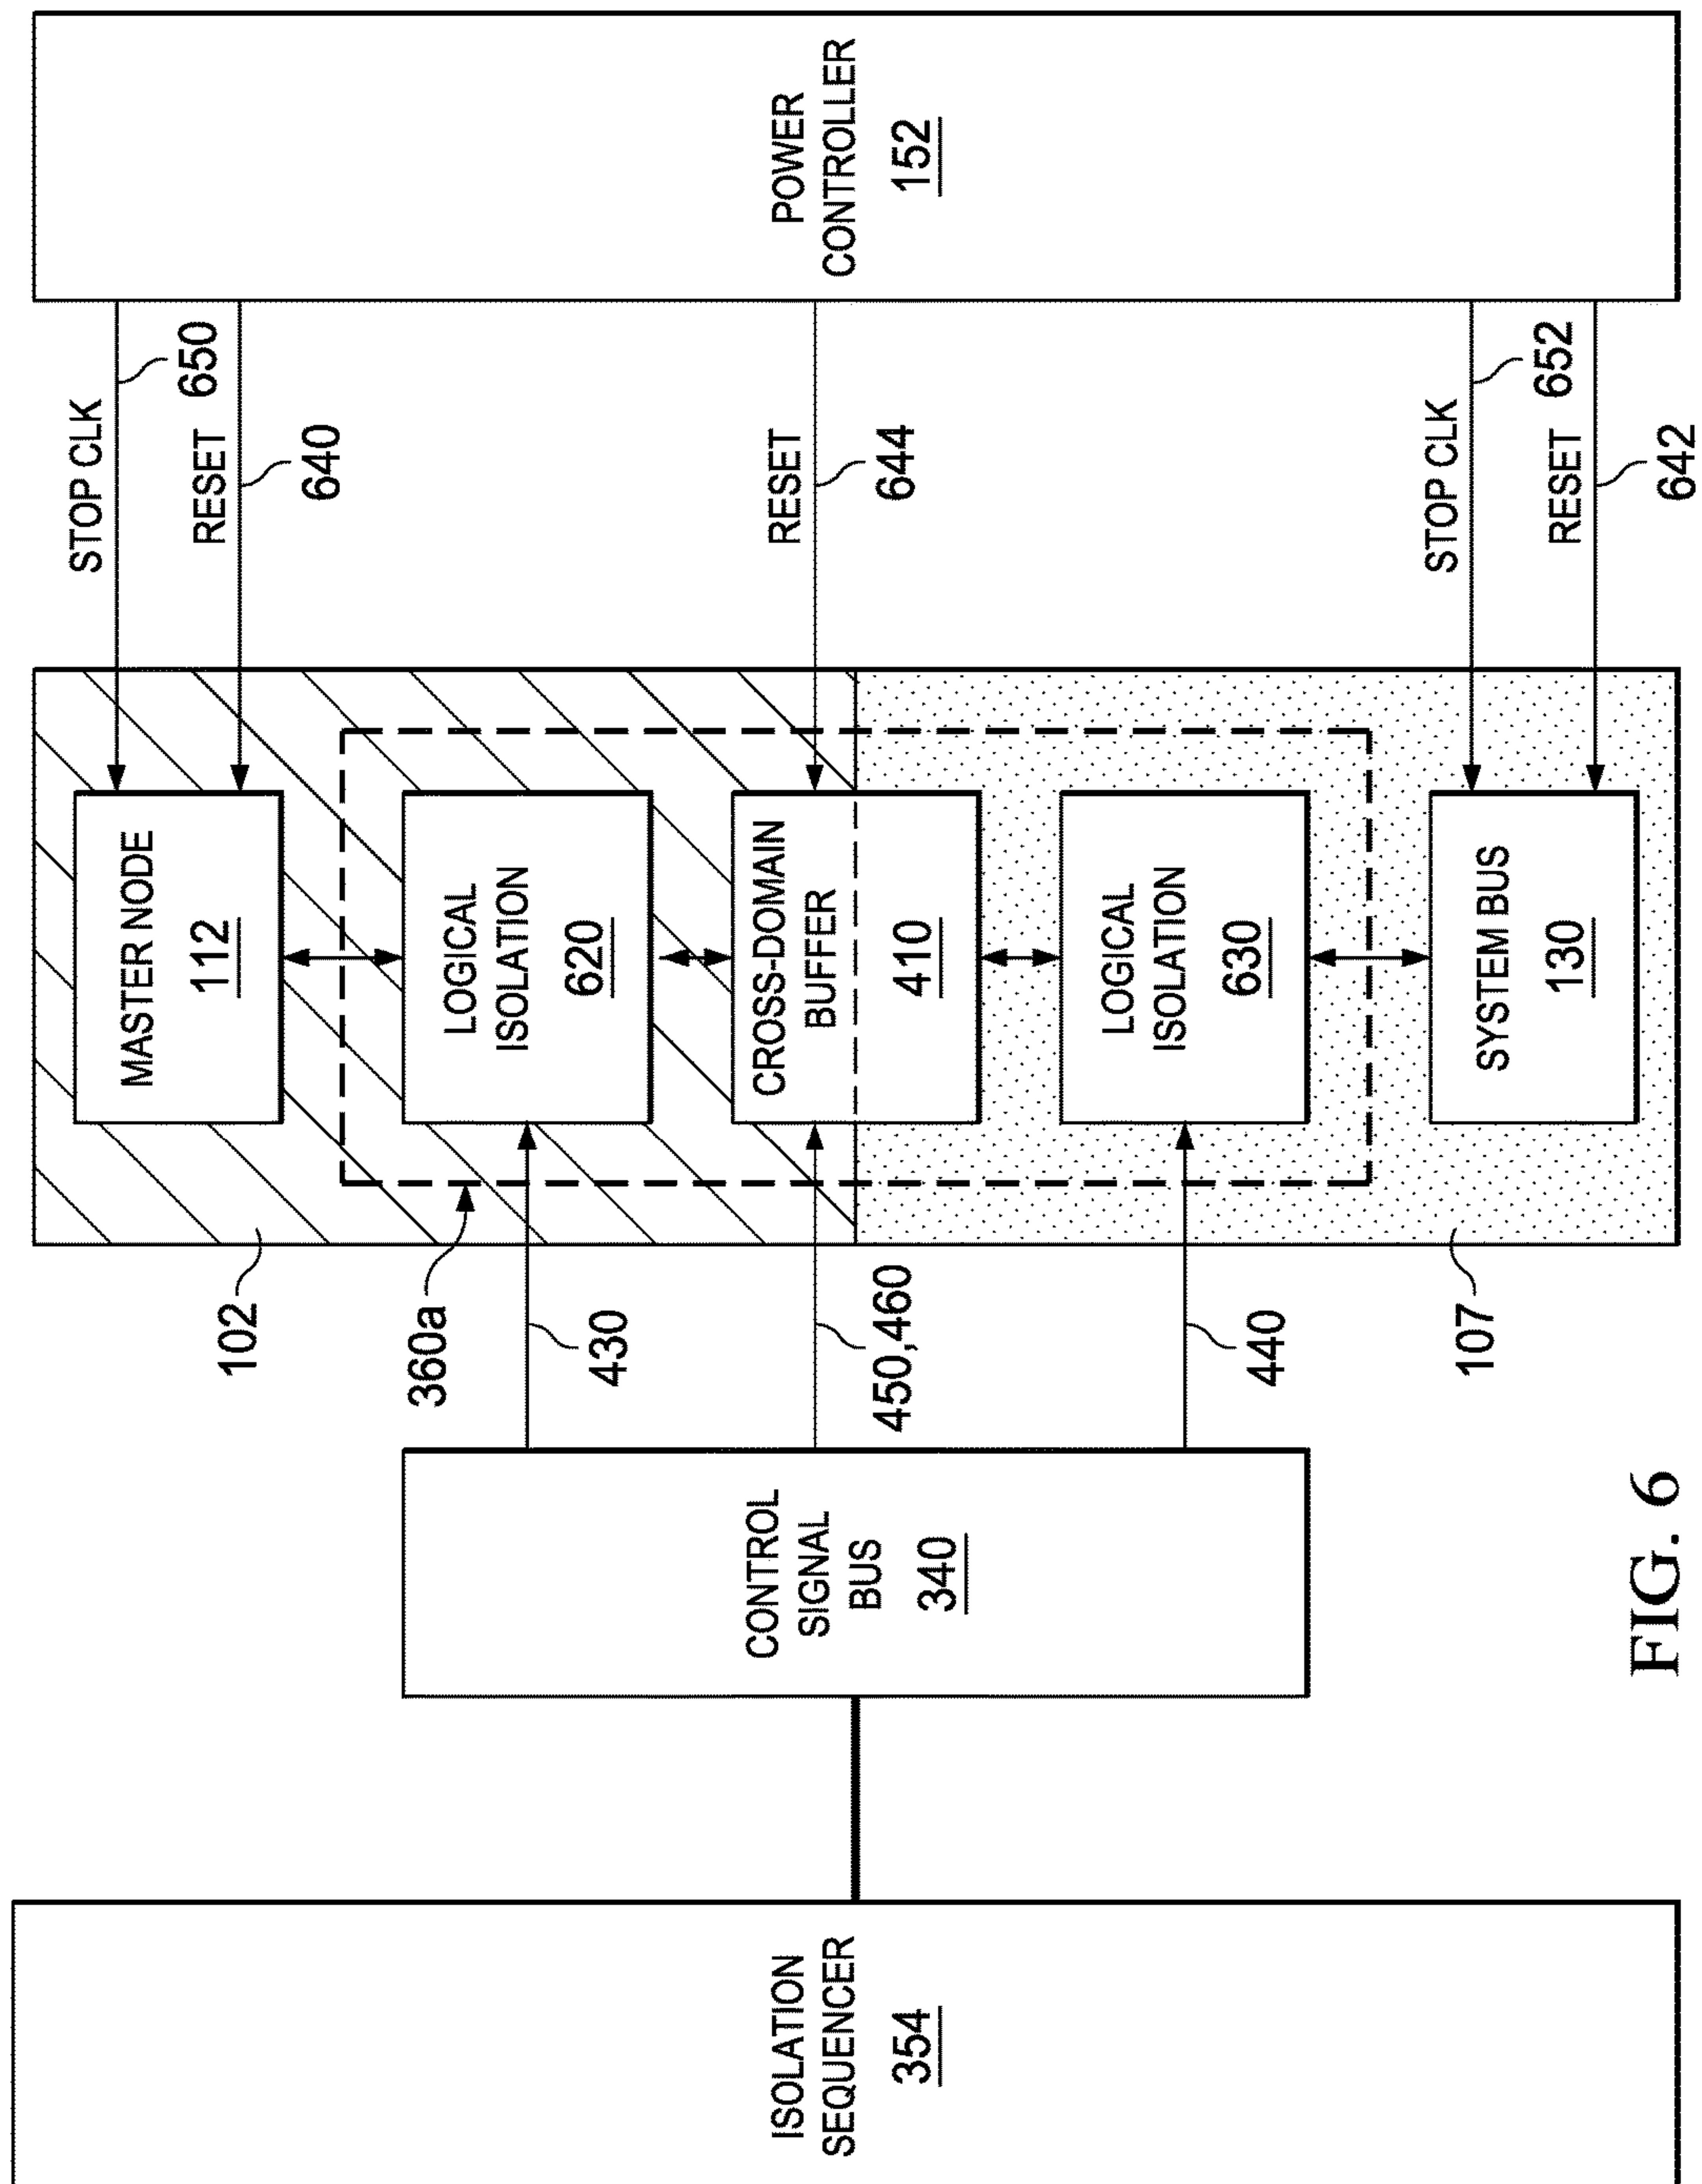 ISOLATION
SEQUENCER
354
CONTROL
SIGNAL
BUS
340
102
360a
430
450,460
440
107
MASTER NODE
112
LOGICAL
ISOLATION
620
CROSS-DOMAIN
BUFFER
410
LOGICAL
ISOLATION
630
SYSTEM BUS
130
STOP CLK
650
RESET
640
RESET
644
STOP CLK
652
RESET
642
POWER
CONTROLLER
152
FIG. 6